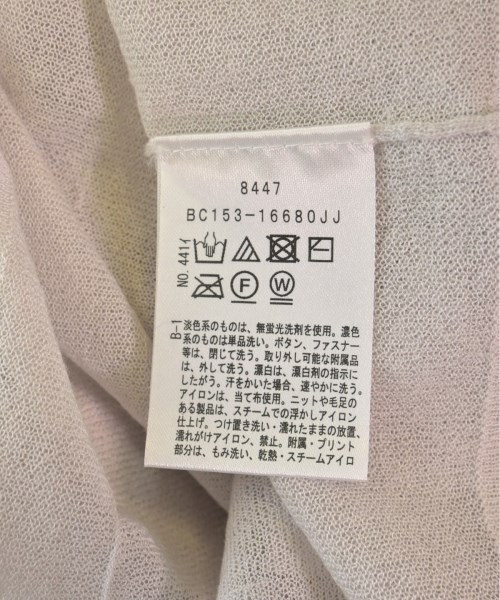 8447
BC153-16680JJ
NO. 441イ
F W
B-1
淡色系のものは、無蛍光洗剤を使用。濃色
系のものは単品洗い。ボタン、ファスナー
等は、閉じて洗う。取り外し可能な附属品
は、外して洗う。漂白は、漂白剤の指示に
したがう。汗をかいた場合、速やかに洗う。
アイロンは、当て布使用。ニットや毛足の
ある製品は、スチームでの浮かしアイロン
仕上げ。つけ置き洗い・濡れたままの放置、
濡れがけアイロン、禁止。附属・プリント
部分は、もみ洗い、乾熱・スチームアイロ